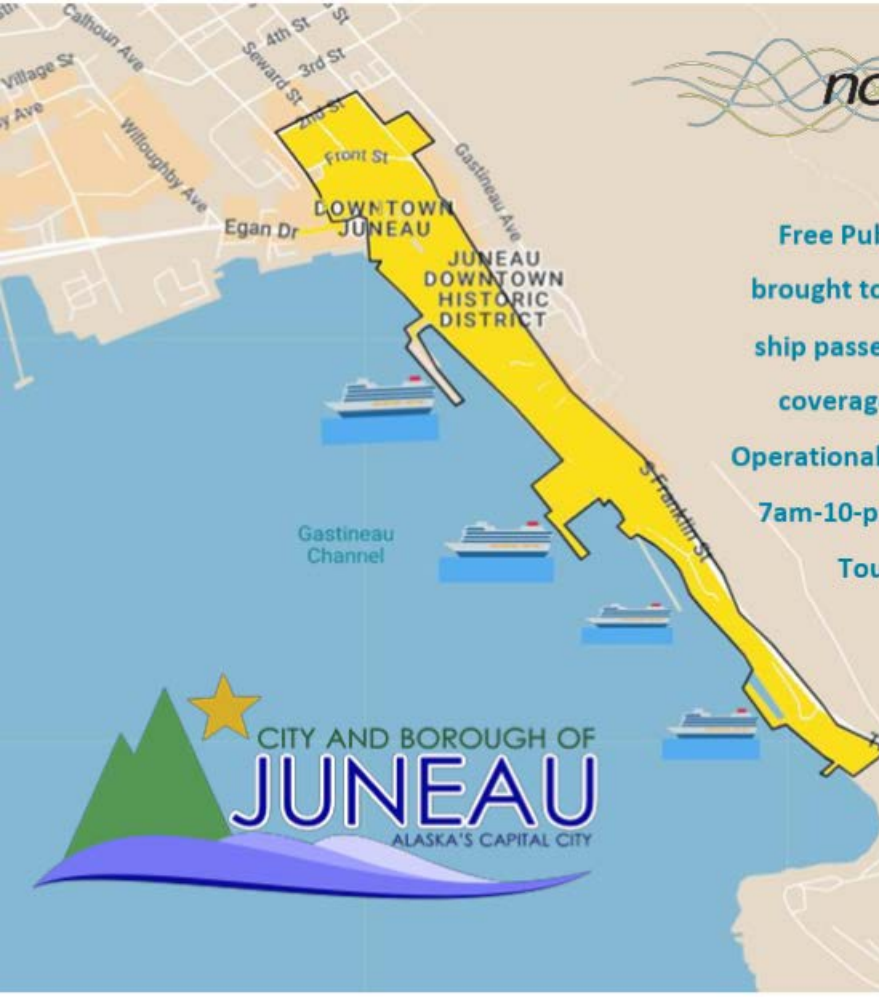 Calhoun Ave
4th St
Seward St
3rd St
Village St
2nd St
Willoughby Ave
Front St
Gastineau Ave
Egan Dr
DOWNTOWN
JUNEAU
JUNEAU
DOWNTOWN
HISTORIC
DISTRICT
S Franklin St
Gastineau
Channel
CITY AND BOROUGH OF
JUNEAU
ALASKA'S CAPITAL CITY
no
Free Pub
brought to
ship passe
coverag
Operational
7am-10-p
Tou